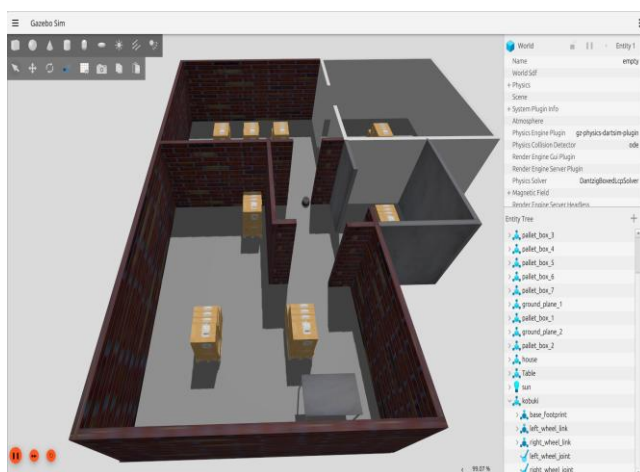 Gazebo Sim
World
Entity 1
Name
empty
World Sdf
Physics
Scene
System Plugin Info
Atmosphere
Physics Engine Plugin
gz-physics-dartsim-plugin
Physics Collision Detector
ode
Render Engine Gui Plugin
Render Engine Server Plugin
Physics Solver
DantzigBoxedLcpSolver
Magnetic Field
Render Engine Server Headless
Entity Tree
pallet_box_3
pallet_box_4
pallet_box_5
pallet_box_6
pallet_box_7
ground_plane_1
pallet_box_1
ground_plane_2
pallet_box_2
house
Table
sun
kobuki
base_footprint
left_wheel_link
right_wheel_link
left_wheel_joint
right_wheel_joint
99.07 %